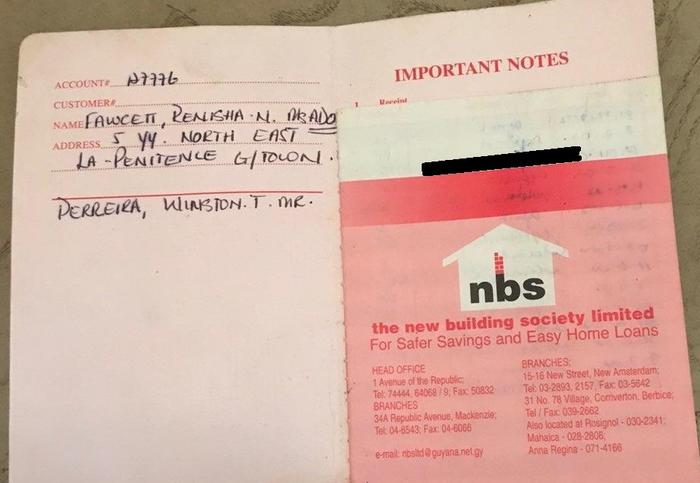 ACCOUNT# A7776
CUSTOMER#
NAME FAWCETT, RENISHA. N.
ADDRESS 5 YY. NORTH EAST
LA-PENITENCE G/TOWN.
PERREIRA, WINSTON. T. MR.
IMPORTANT NOTES
1. Receipt
nbs
the new building society limited
For Safer Savings and Easy Home Loans
HEAD OFFICE
1 Avenue of the Republic;
Tel: 74444, 64068 / 9; Fax: 50832
BRANCHES
34A Republic Avenue, Mackenzie;
Tel: 04-6543; Fax: 04-6066
e-mail: nbsltd@guyana.net.gy
BRANCHES;
15-16 New Street, New Amsterdam;
Tel: 03-2893, 2157, Fax: 03-5642
31 No. 78 Village, Corriverton, Berbice;
Tel / Fax: 039-2662
Also located at Rosignol - 030-2341;
Mahaica - 028-2808;
Anna Regina - 071-4166